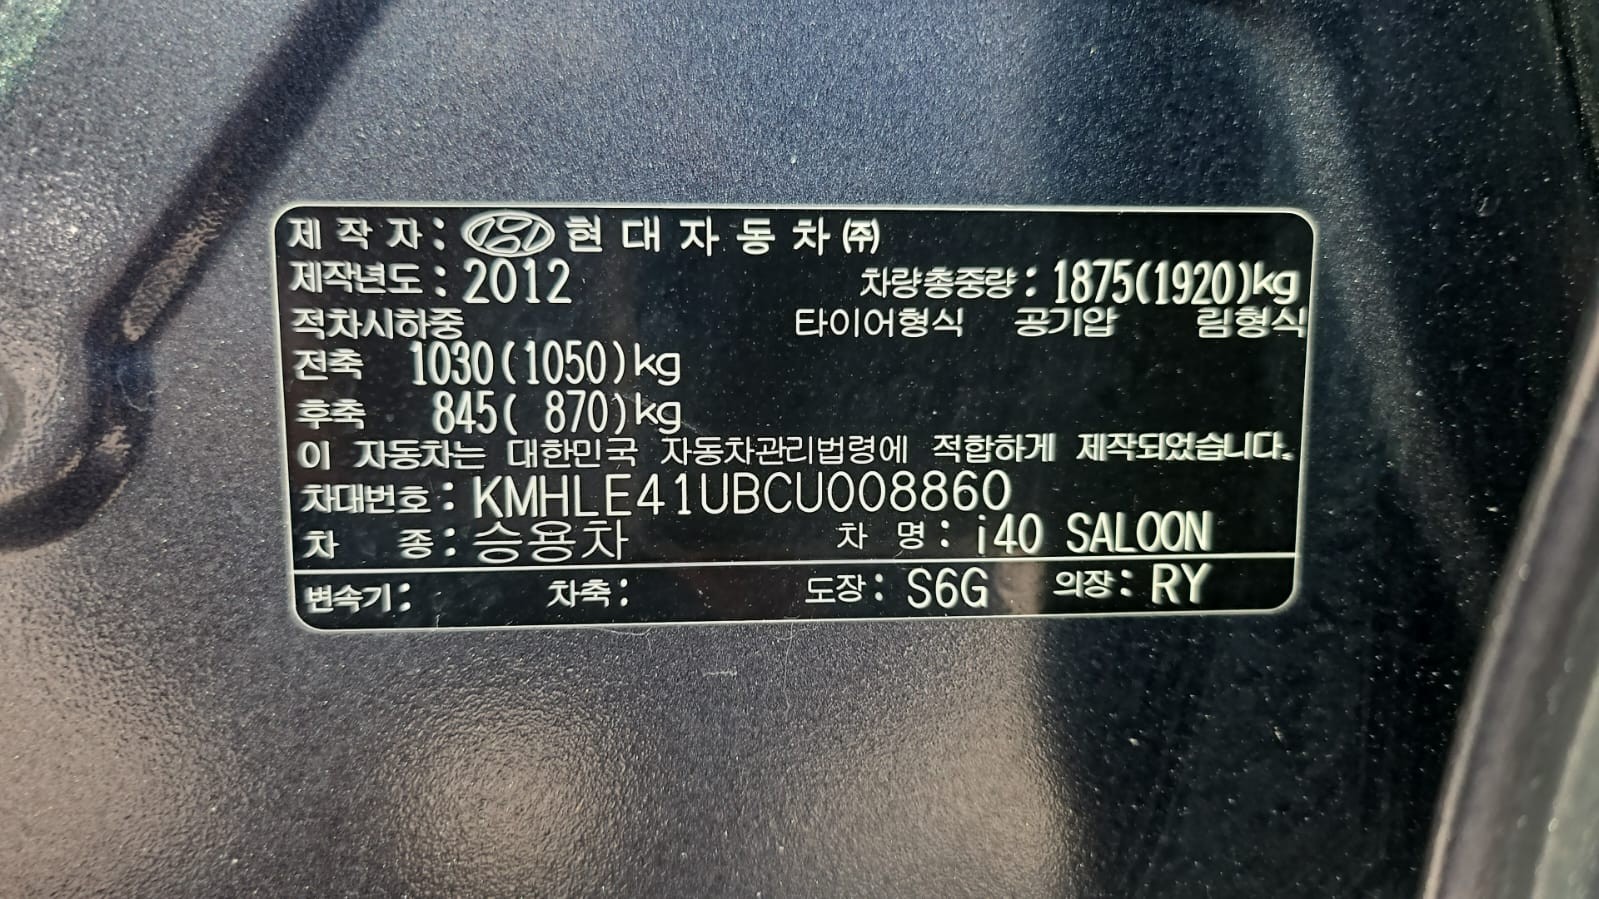 제작자: 현대자동차㈜
제작년도: 2012 차량총중량: 1875(1920)kg
적차시하중 타이어형식 공기압 림형식
전축 1030(1050)kg
후축 845( 870)kg
이 자동차는 대한민국 자동차관리법령에 적합하게 제작되었습니다.
차대번호: KMHLE41UBCU008860
차 종: 승용차 차 명: i40 SALOON
변속기: 차축: 도장: S6G 의장: RY